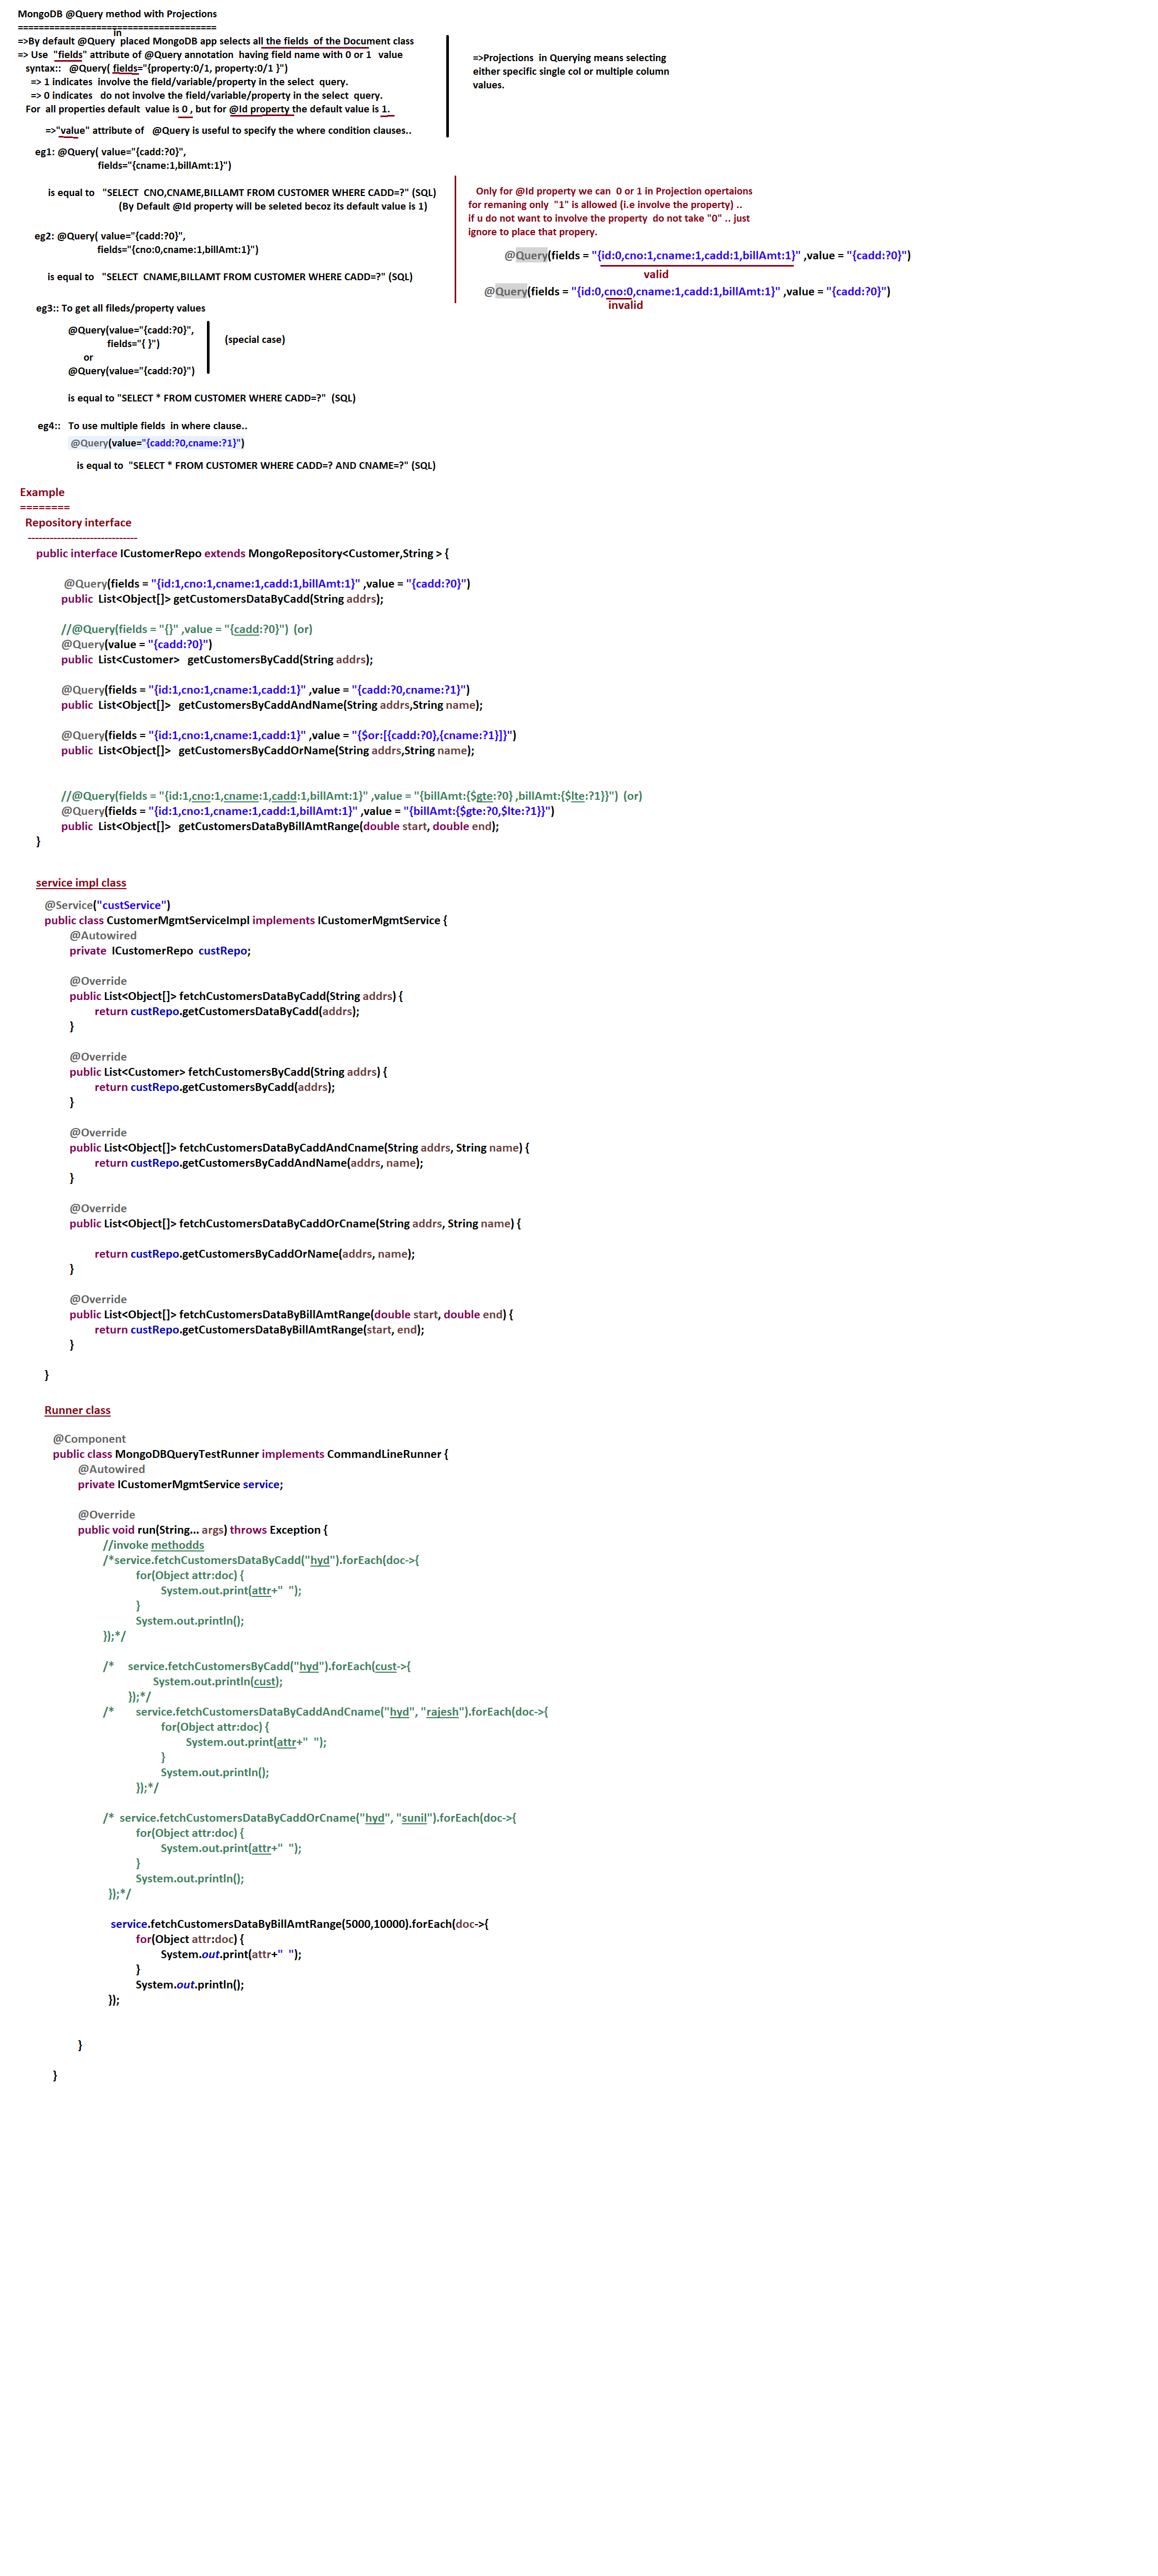 MongoDB @Query method with Projections
======================================
in
=>By default @Query placed MongoDB app selects all the fields of the Document class
=> Use "fields" attribute of @Query annotation having field name with 0 or 1 value
syntax:: @Query( fields="{property:0/1, property:0/1 }")
=> 1 indicates involve the field/variable/property in the select query.
=> 0 indicates do not involve the field/variable/property in the select query.
For all properties default value is 0 , but for @Id property the default value is 1.
=>"value" attribute of @Query is useful to specify the where condition clauses..
=>Projections in Querying means selecting
either specific single col or multiple column
values.
eg1: @Query( value="{cadd:?0}",
fields="{cname:1,billAmt:1}")
is equal to "SELECT CNO,CNAME,BILLAMT FROM CUSTOMER WHERE CADD=?" (SQL)
(By Default @Id property will be seleted becoz its default value is 1)
eg2: @Query( value="{cadd:?0}",
fields="{cno:0,cname:1,billAmt:1}")
is equal to "SELECT CNAME,BILLAMT FROM CUSTOMER WHERE CADD=?" (SQL)
Only for @Id property we can 0 or 1 in Projection opertaions
for remaning only "1" is allowed (i.e involve the property) ..
if u do not want to involve the property do not take "0" .. just
ignore to place that propery.
@Query(fields = "{id:0,cno:1,cname:1,cadd:1,billAmt:1}" ,value = "{cadd:?0}")
valid
@Query(fields = "{id:0,cno:0,cname:1,cadd:1,billAmt:1}" ,value = "{cadd:?0}")
invalid
eg3:: To get all fileds/property values
@Query(value="{cadd:?0}",
fields="{ }")
or
@Query(value="{cadd:?0}")
(special case)
is equal to "SELECT * FROM CUSTOMER WHERE CADD=?" (SQL)
eg4:: To use multiple fields in where clause..
@Query(value="{cadd:?0,cname:?1}")
is equal to "SELECT * FROM CUSTOMER WHERE CADD=? AND CNAME=?" (SQL)
Example
========
Repository interface
------------------------------
public interface ICustomerRepo extends MongoRepository<Customer,String > {
@Query(fields = "{id:1,cno:1,cname:1,cadd:1,billAmt:1}" ,value = "{cadd:?0}")
public List<Object[]> getCustomersDataByCadd(String addrs);
//@Query(fields = "{}" ,value = "{cadd:?0}") (or)
@Query(value = "{cadd:?0}")
public List<Customer> getCustomersByCadd(String addrs);
@Query(fields = "{id:1,cno:1,cname:1,cadd:1}" ,value = "{cadd:?0,cname:?1}")
public List<Object[]> getCustomersByCaddAndName(String addrs,String name);
@Query(fields = "{id:1,cno:1,cname:1,cadd:1}" ,value = "{$or:[{cadd:?0},{cname:?1}]}")
public List<Object[]> getCustomersByCaddOrName(String addrs,String name);
//@Query(fields = "{id:1,cno:1,cname:1,cadd:1,billAmt:1}" ,value = "{billAmt:{$gte:?0} ,billAmt:{$lte:?1}}") (or)
@Query(fields = "{id:1,cno:1,cname:1,cadd:1,billAmt:1}" ,value = "{billAmt:{$gte:?0,$lte:?1}}")
public List<Object[]> getCustomersDataByBillAmtRange(double start, double end);
}
service impl class
@Service("custService")
public class CustomerMgmtServiceImpl implements ICustomerMgmtService {
@Autowired
private ICustomerRepo custRepo;
@Override
public List<Object[]> fetchCustomersDataByCadd(String addrs) {
return custRepo.getCustomersDataByCadd(addrs);
}
@Override
public List<Customer> fetchCustomersByCadd(String addrs) {
return custRepo.getCustomersByCadd(addrs);
}
@Override
public List<Object[]> fetchCustomersDataByCaddAndCname(String addrs, String name) {
return custRepo.getCustomersByCaddAndName(addrs, name);
}
@Override
public List<Object[]> fetchCustomersDataByCaddOrCname(String addrs, String name) {
return custRepo.getCustomersByCaddOrName(addrs, name);
}
@Override
public List<Object[]> fetchCustomersDataByBillAmtRange(double start, double end) {
return custRepo.getCustomersDataByBillAmtRange(start, end);
}
}
Runner class
@Component
public class MongoDBQueryTestRunner implements CommandLineRunner {
@Autowired
private ICustomerMgmtService service;
@Override
public void run(String... args) throws Exception {
//invoke methodds
/*service.fetchCustomersDataByCadd("hyd").forEach(doc->{
for(Object attr:doc) {
System.out.print(attr+" ");
}
System.out.println();
});*/
/* service.fetchCustomersByCadd("hyd").forEach(cust->{
System.out.println(cust);
});*/
/* service.fetchCustomersDataByCaddAndCname("hyd", "rajesh").forEach(doc->{
for(Object attr:doc) {
System.out.print(attr+" ");
}
System.out.println();
});*/
/* service.fetchCustomersDataByCaddOrCname("hyd", "sunil").forEach(doc->{
for(Object attr:doc) {
System.out.print(attr+" ");
}
System.out.println();
});*/
service.fetchCustomersDataByBillAmtRange(5000,10000).forEach(doc->{
for(Object attr:doc) {
System.out.print(attr+" ");
}
System.out.println();
});
}
}